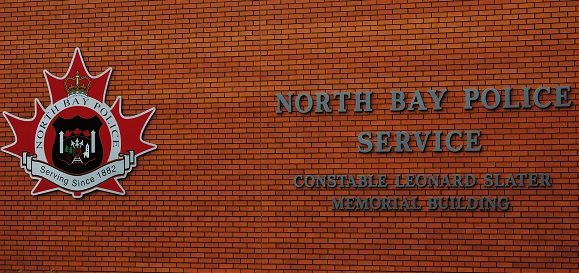 NORTH BAY POLICE
Serving Since 1882
NORTH BAY POLICE
SERVICE
CONSTABLE LEONARD SLATER
MEMORIAL BUILDING